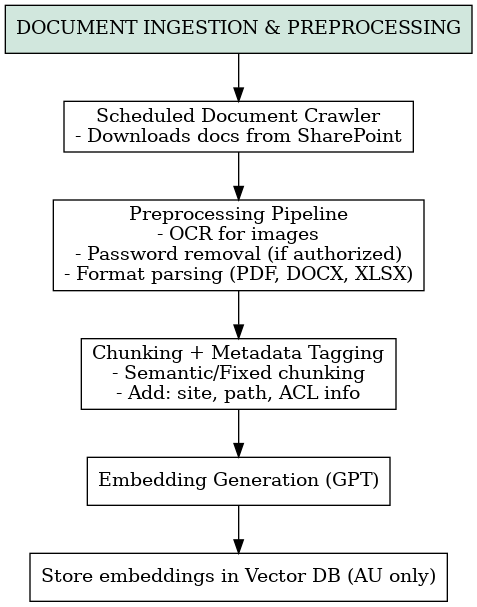 DOCUMENT INGESTION & PREPROCESSING
Scheduled Document Crawler
- Downloads docs from SharePoint
Preprocessing Pipeline
- OCR for images
- Password removal (if authorized)
- Format parsing (PDF, DOCX, XLSX)
Chunking + Metadata Tagging
- Semantic/Fixed chunking
- Add: site, path, ACL info
Embedding Generation (GPT)
Store embeddings in Vector DB (AU only)